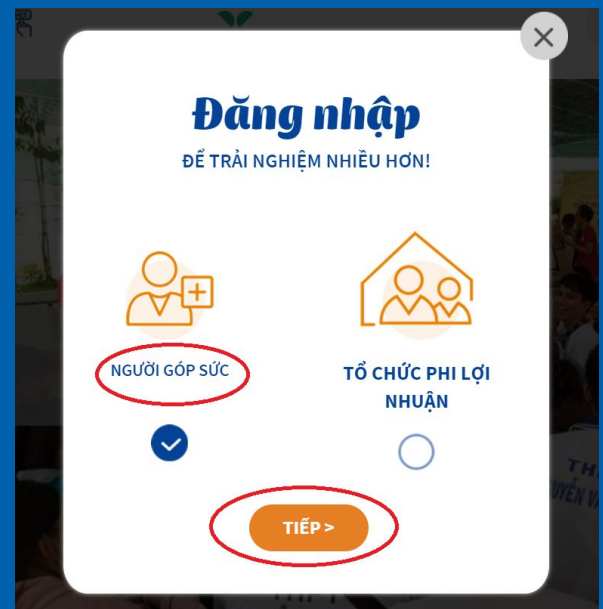 Đăng nhập
ĐỂ TRẢI NGHIỆM NHIỀU HƠN!
NGƯỜI GÓP SỨC
TỔ CHỨC PHI LỢI
NHUẬN
TIẾP >